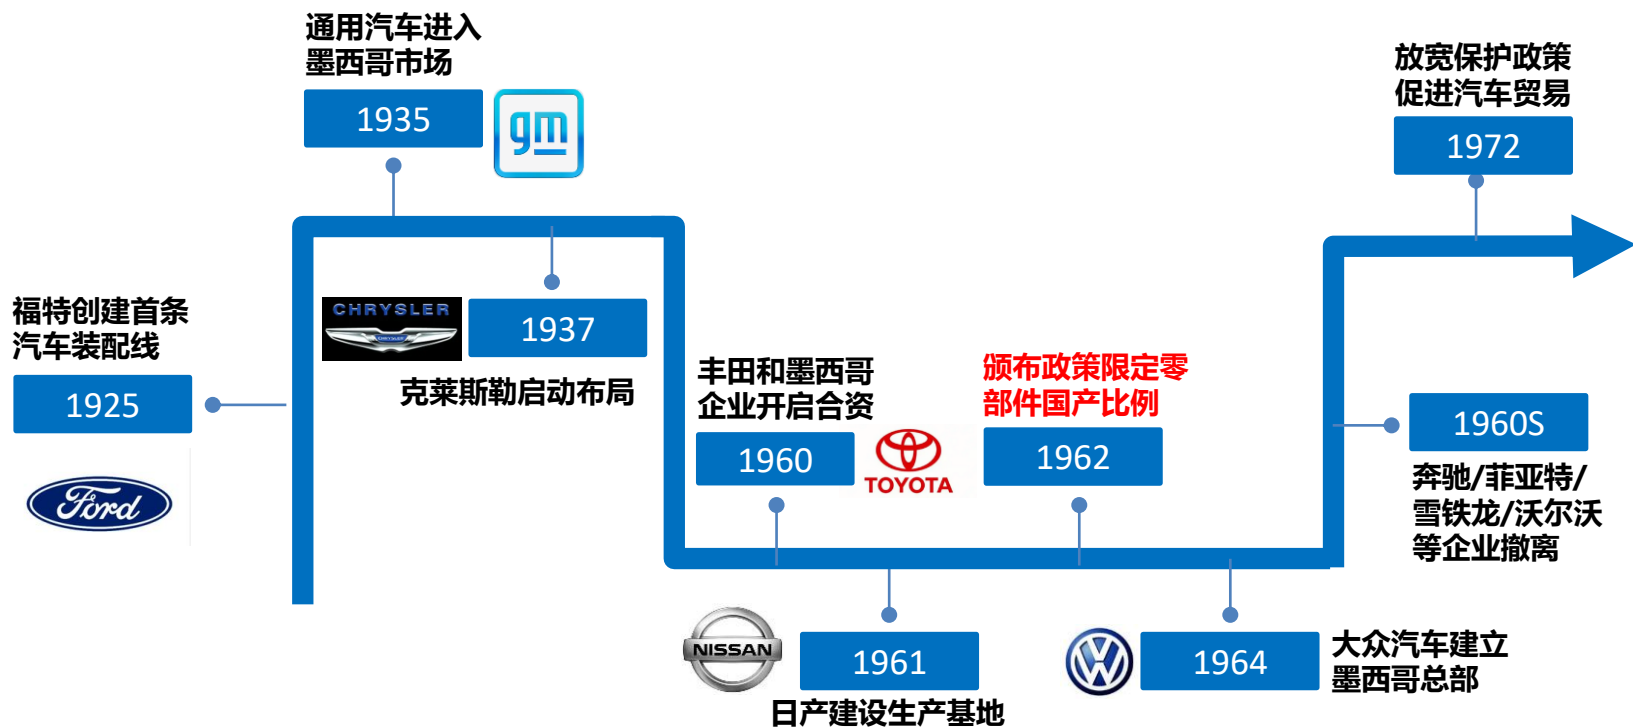 福特创建首条
汽车装配线
1925
Ford
通用汽车进入
墨西哥市场
1935
gm
CHRYSLER
1937
克莱斯勒启动布局
丰田和墨西哥
企业开启合资
1960
TOYOTA
NISSAN
1961
日产建设生产基地
颁布政策限定零
部件国产比例
1962
1964
大众汽车建立
墨西哥总部
1960S
奔驰/菲亚特/
雪铁龙/沃尔沃
等企业撤离
放宽保护政策
促进汽车贸易
1972